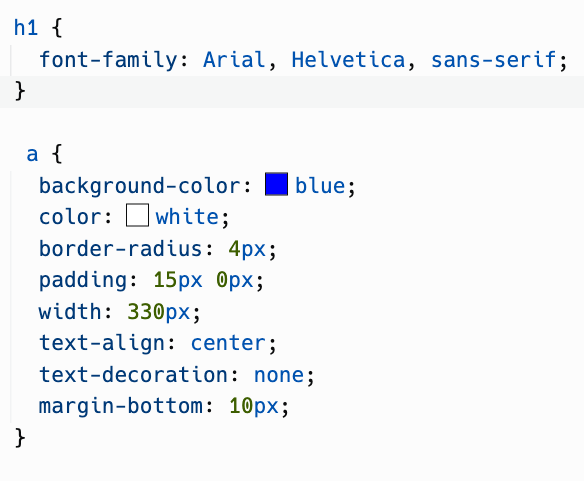 h1 {
  font-family: Arial, Helvetica, sans-serif;
}

 a {
  background-color: blue;
  color: white;
  border-radius: 4px;
  padding: 15px 0px;
  width: 330px;
  text-align: center;
  text-decoration: none;
  margin-bottom: 10px;
}